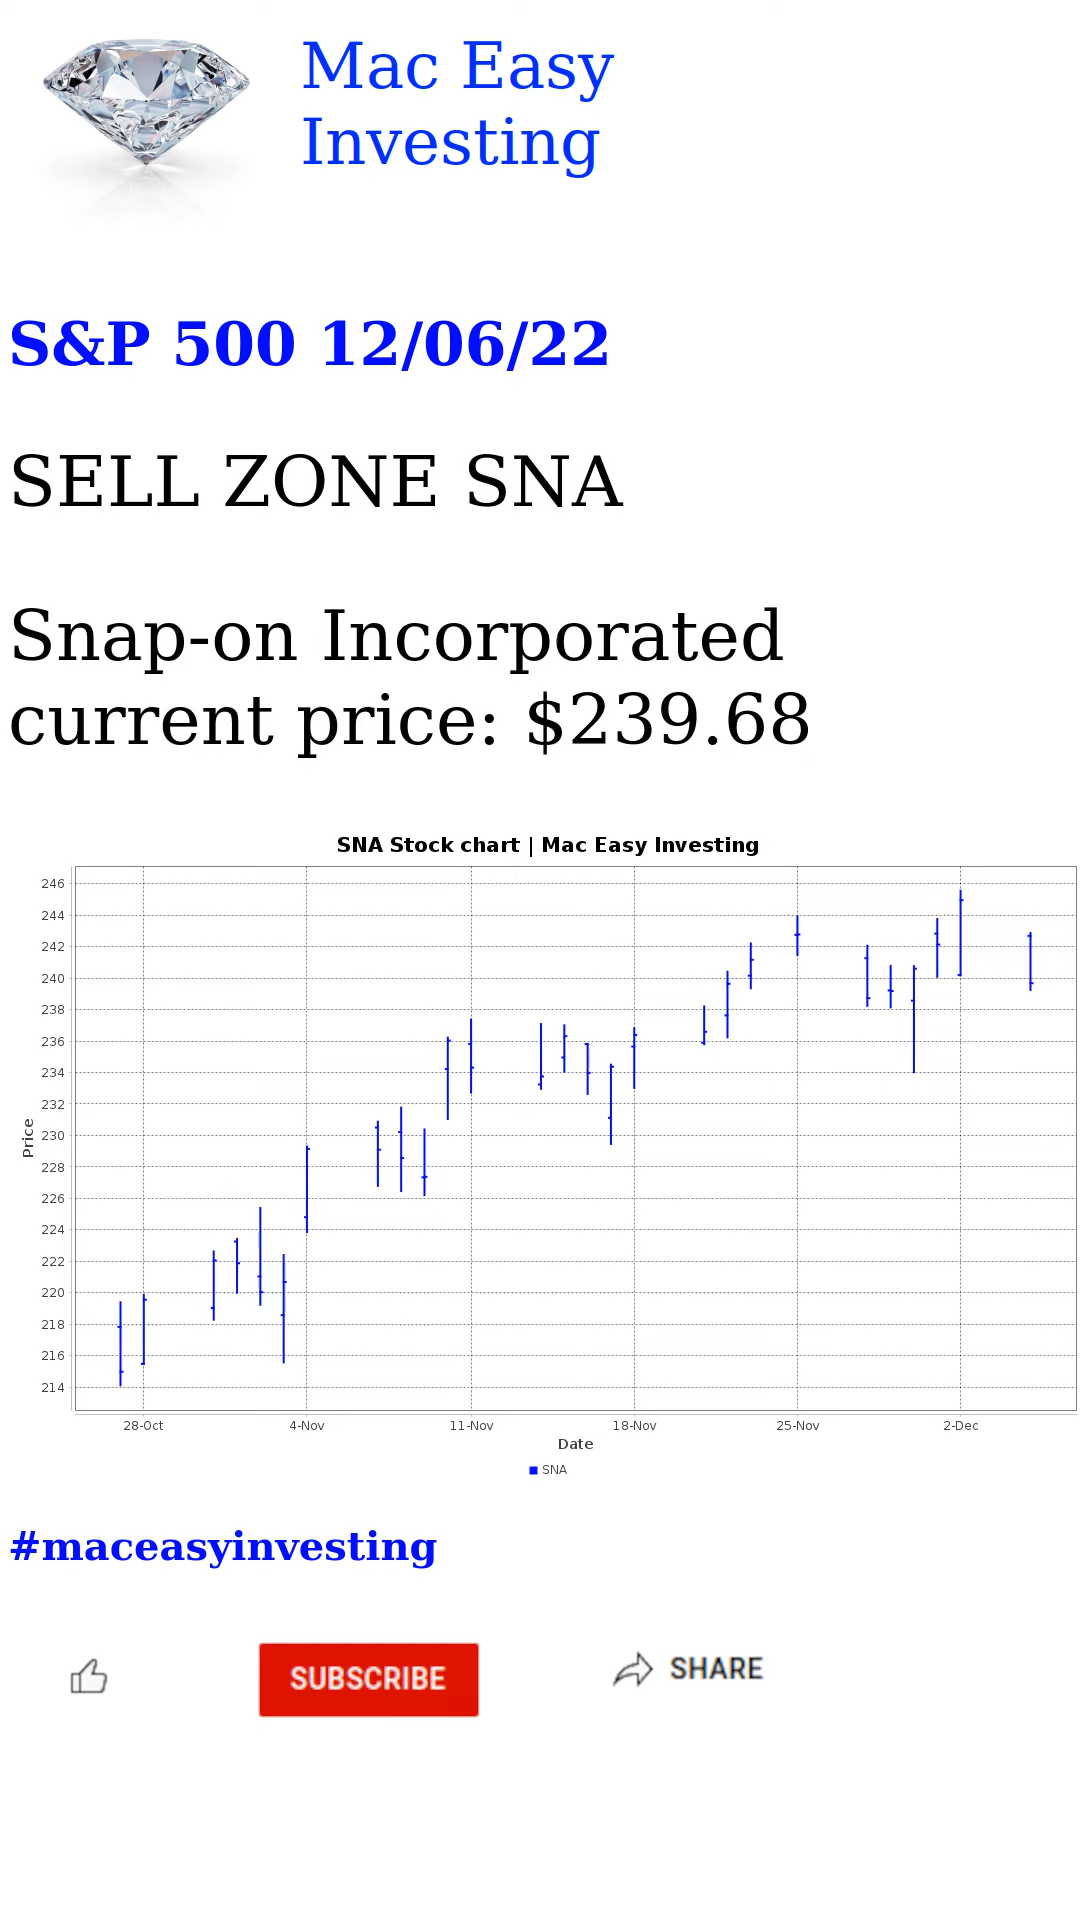 Mac Easy
Investing
S&P 500 12/06/22
SELL ZONE SNA
Snap-on Incorporated
current price: $239.68
SNA Stock chart | Mac Easy Investing
246
244
242
240
238
236
234
232
230
228
226
224
222
220
218
216
214
Price
28-Oct 4-Nov 11-Nov 18-Nov 25-Nov 2-Dec
Date
SNA
#maceasyinvesting
SUBSCRIBE SHARE